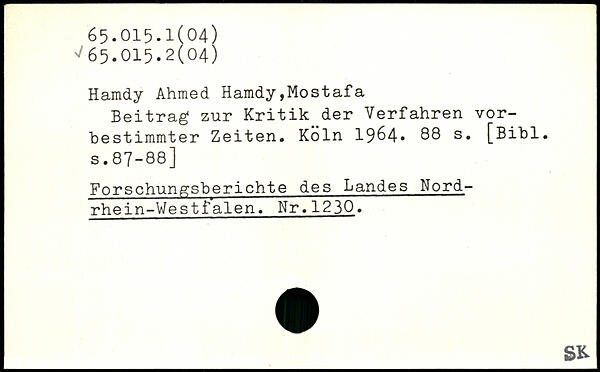 65.015.1(04)
✓65.015.2(04)
Hamdy Ahmed Hamdy,Mostafa
Beitrag zur Kritik der Verfahren vor-
bestimmter Zeiten. Köln 1964. 88 s. [Bibl.
s.87-88]
Forschungsberichte des Landes Nord-
rhein-Westfalen. Nr.1230.
SK